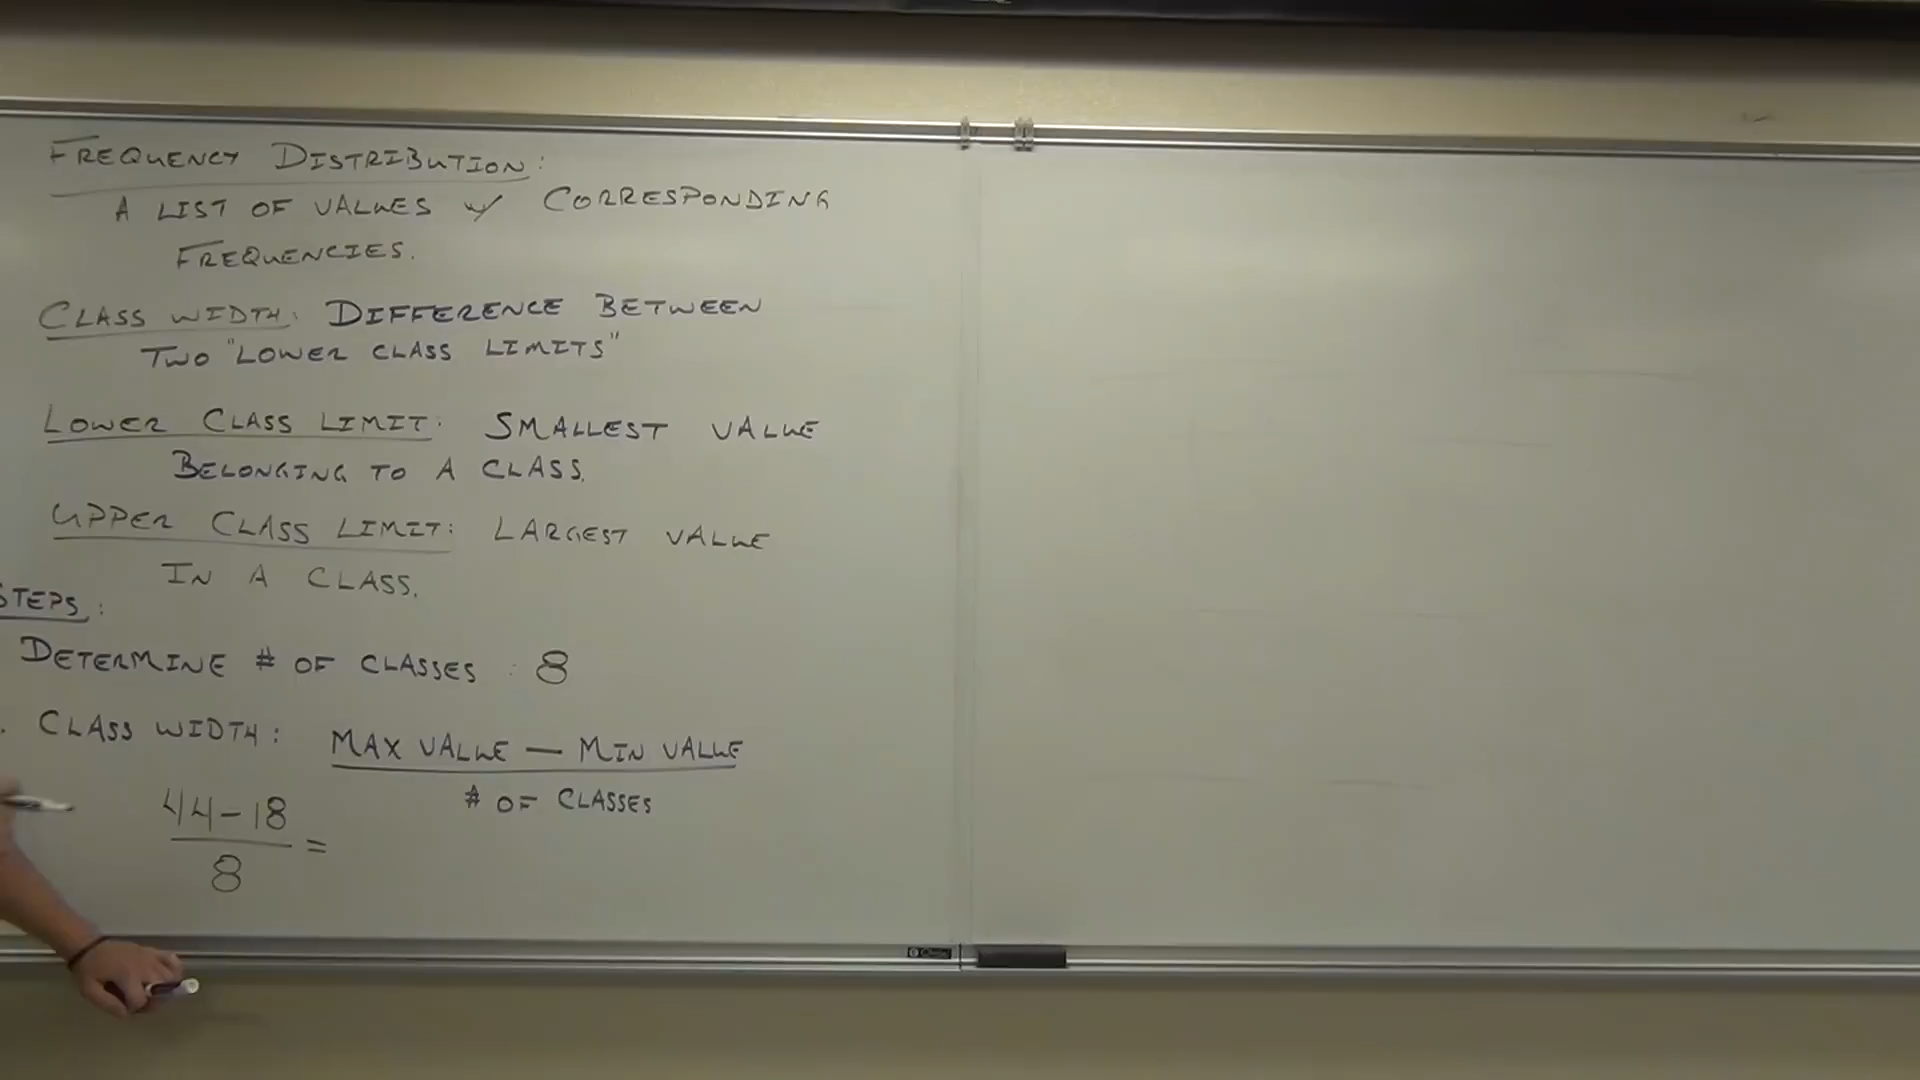 FREQUENCY DISTRIBUTION:
A LIST OF VALUES w/ CORRESPONDING
FREQUENCIES.
CLASS WIDTH: DIFFERENCE BETWEEN
TWO "LOWER CLASS LIMITS"
LOWER CLASS LIMIT: SMALLEST VALUE
BELONGING TO A CLASS.
UPPER CLASS LIMIT: LARGEST VALUE
IN A CLASS.
STEPS:
DETERMINE # OF CLASSES : 8
. CLASS WIDTH: MAX VALUE — MIN VALUE
# OF CLASSES
44-18
8
=